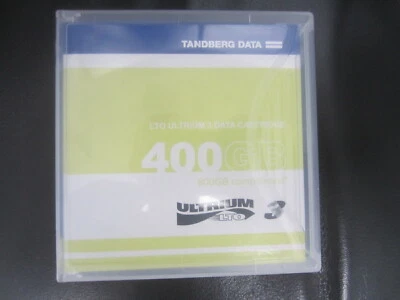 TANDBERG DATA
LTO ULTRIUM 3 DATA CARTRIDGE
400GB
ULTRIUM
LTO 3